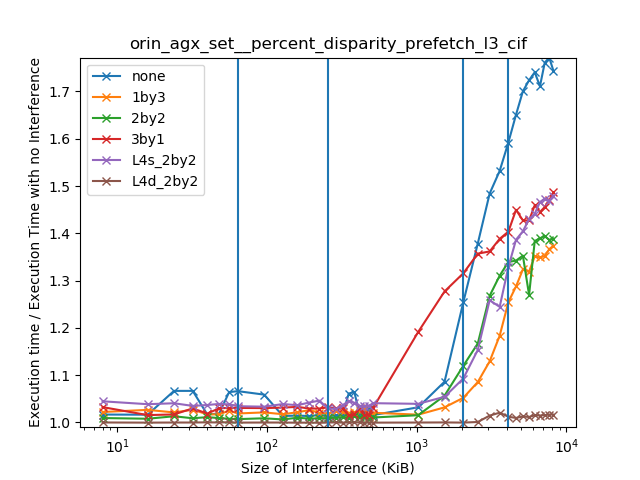 orin_agx_set__percent_disparity_prefetch_l3_cif
Execution time / Execution Time with no Interference
1.7
1.6
1.5
1.4
1.3
1.2
1.1
1.0
none
1by3
2by2
3by1
L4s_2by2
L4d_2by2
10¹
10²
10³
10⁴
Size of Interference (KiB)